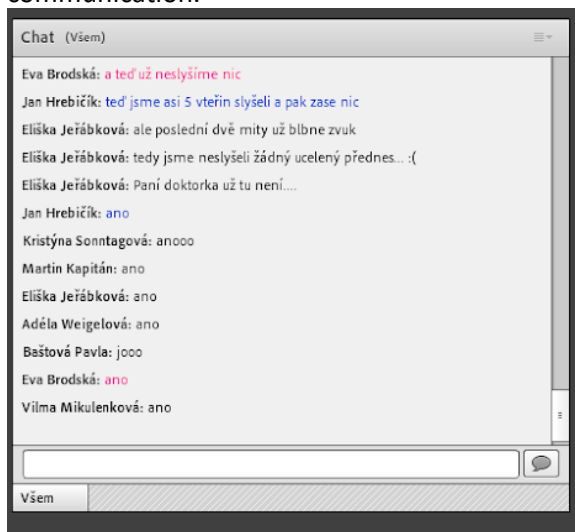 communication.
Chat (Všem)
Eva Brodská: a teď už neslyšíme nic
Jan Hrebičík: teď jsme asi 5 vteřin slyšeli a pak zase nic
Eliška Jeřábková: ale poslední dvě mity už blbne zvuk
Eliška Jeřábková: tedy jsme neslyšeli žádný ucelený přednes... :(
Eliška Jeřábková: Paní doktorka už tu není....
Jan Hrebičík: ano
Kristýna Sonntagová: anooo
Martin Kapitán: ano
Eliška Jeřábková: ano
Adéla Weigelová: ano
Baštová Pavla: jooo
Eva Brodská: ano
Vilma Mikulenková: ano
Všem